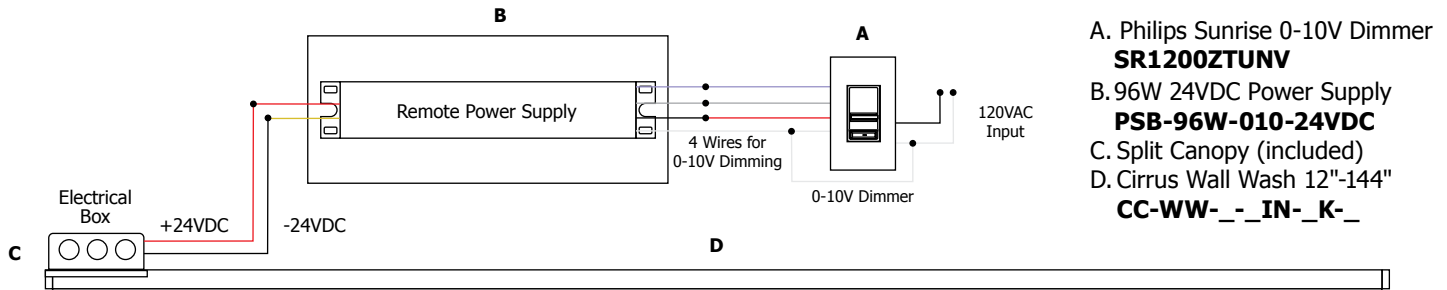 B
A
Remote Power Supply
4 Wires for
0-10V Dimming
120VAC
Input
0-10V Dimmer
Electrical
Box
+24VDC
-24VDC
C
D
A. Philips Sunrise 0-10V Dimmer
SR1200ZTUNV
B. 96W 24VDC Power Supply
PSB-96W-010-24VDC
C. Split Canopy (included)
D. Cirrus Wall Wash 12"-144"
CC-WW-_-_IN-_K-_